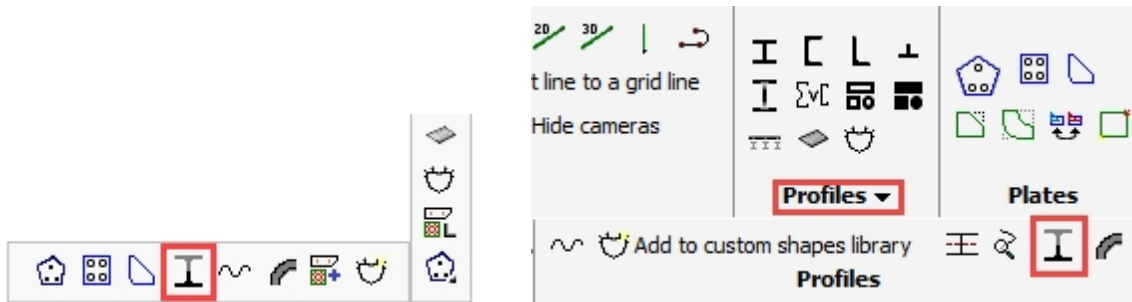 2D 3D
t line to a grid line
Hide cameras
Profiles
Plates
Add to custom shapes library
Profiles